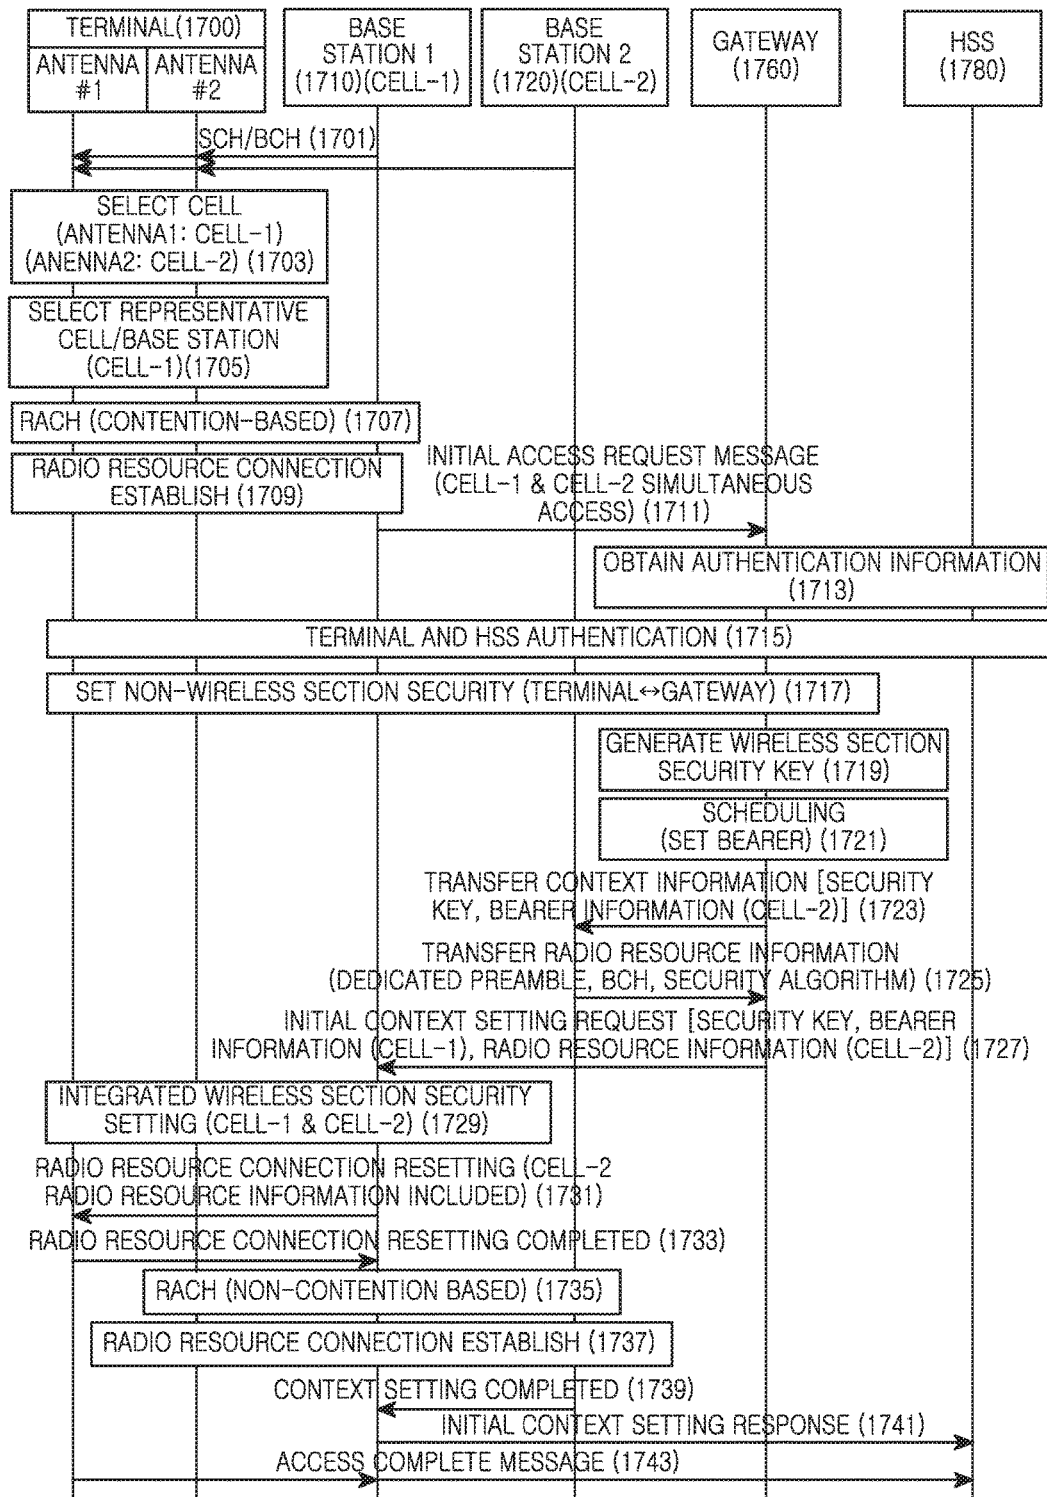 TERMINAL(1700)
ANTENNA
#1
ANTENNA
#2
BASE
STATION 1
(1710)(CELL-1)
BASE
STATION 2
(1720)(CELL-2)
GATEWAY
(1760)
HSS
(1780)
SCH/BCH (1701)
SELECT CELL
(ANTENNA1: CELL-1)
(ANENNA2: CELL-2) (1703)
SELECT REPRESENTATIVE
CELL/BASE STATION
(CELL-1)(1705)
RACH (CONTENTION-BASED) (1707)
RADIO RESOURCE CONNECTION
ESTABLISH (1709)
INITIAL ACCESS REQUEST MESSAGE
(CELL-1 & CELL-2 SIMULTANEOUS
ACCESS) (1711)
OBTAIN AUTHENTICATION INFORMATION
(1713)
TERMINAL AND HSS AUTHENTICATION (1715)
SET NON-WIRELESS SECTION SECURITY (TERMINAL↔GATEWAY) (1717)
GENERATE WIRELESS SECTION
SECURITY KEY (1719)
SCHEDULING
(SET BEARER) (1721)
TRANSFER CONTEXT INFORMATION [SECURITY
KEY, BEARER INFORMATION (CELL-2)] (1723)
TRANSFER RADIO RESOURCE INFORMATION
(DEDICATED PREAMBLE, BCH, SECURITY ALGORITHM) (1725)
INITIAL CONTEXT SETTING REQUEST [SECURITY KEY, BEARER
INFORMATION (CELL-1), RADIO RESOURCE INFORMATION (CELL-2)] (1727)
INTEGRATED WIRELESS SECTION SECURITY
SETTING (CELL-1 & CELL-2) (1729)
RADIO RESOURCE CONNECTION RESETTING (CELL-2
RADIO RESOURCE INFORMATION INCLUDED) (1731)
RADIO RESOURCE CONNECTION RESETTING COMPLETED (1733)
RACH (NON-CONTENTION BASED) (1735)
RADIO RESOURCE CONNECTION ESTABLISH (1737)
CONTEXT SETTING COMPLETED (1739)
INITIAL CONTEXT SETTING RESPONSE (1741)
ACCESS COMPLETE MESSAGE (1743)